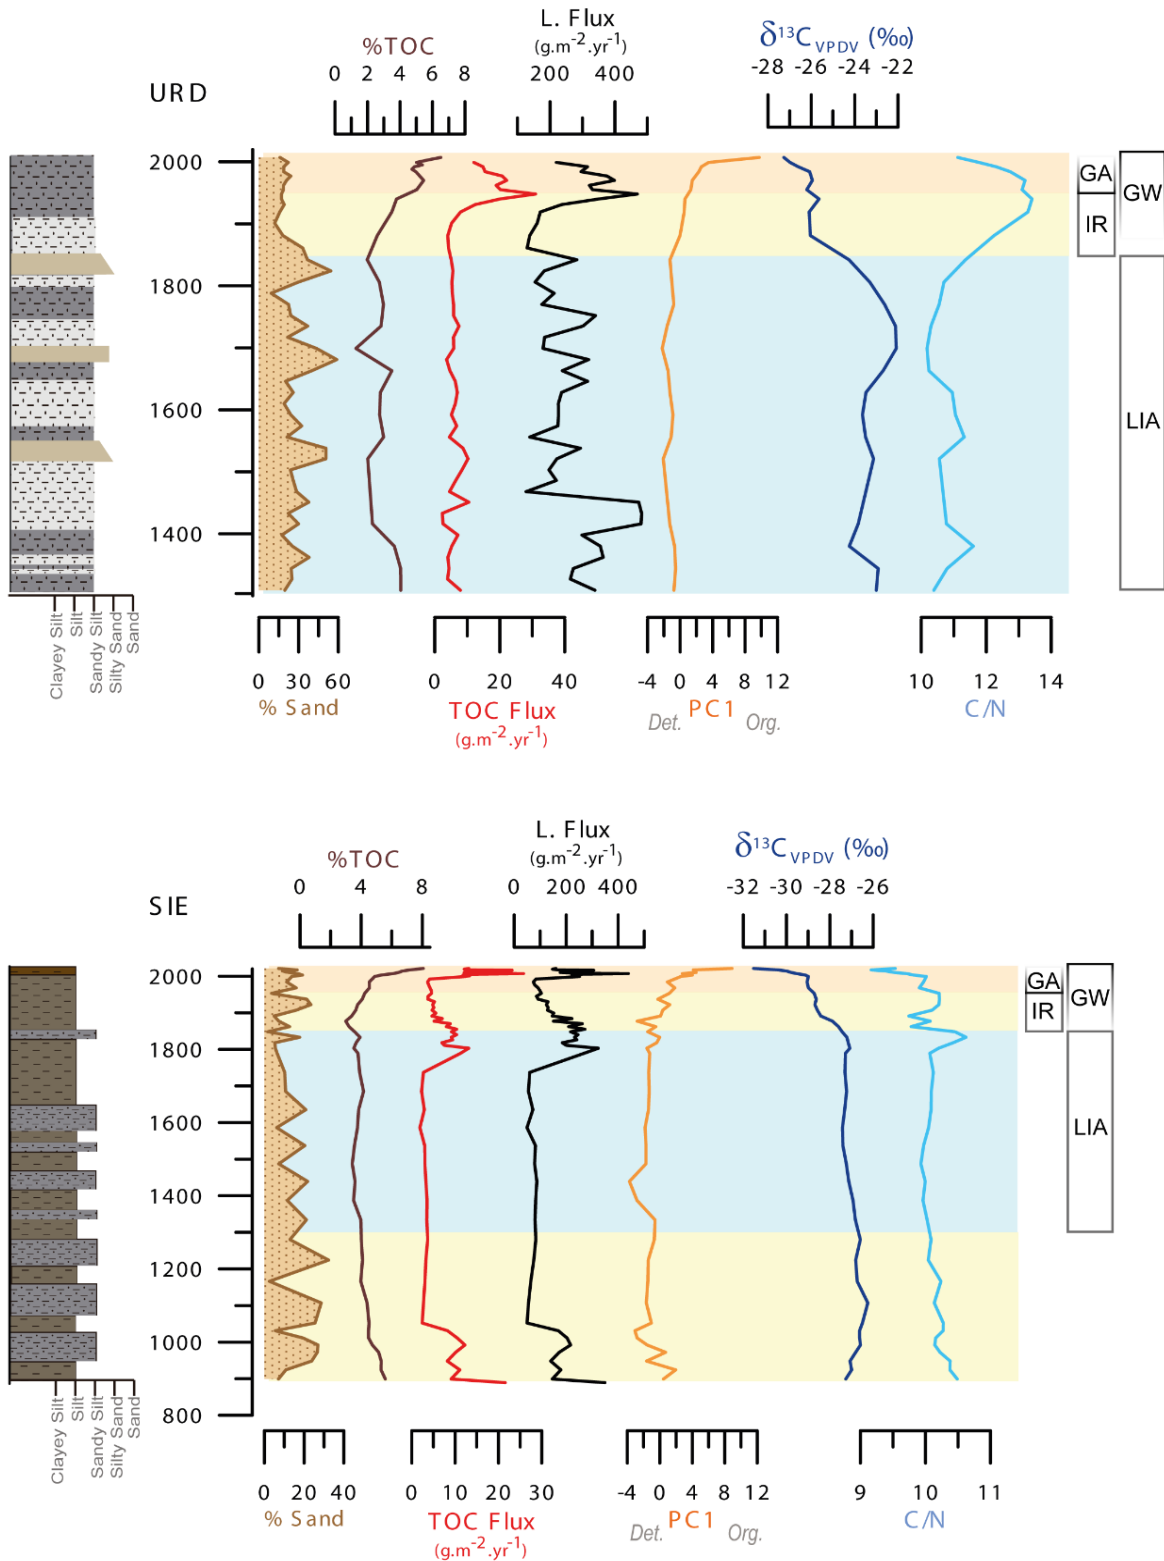 L. Flux
%TOC (g.m-2.yr-1) δ13C VPDV (‰)
0 2 4 6 8 200 400 -28 -26 -24 -22
URD
2000
GA
GW
IR
1800
1600
LIA
1400
Clayey Silt
Silt
Sandy Silt
Silty Sand
Sand
0 30 60 0 20 40 -4 0 4 8 12 10 12 14
% Sand TOC Flux PC1 C/N
(g.m-2.yr-1) Det. Org.
L. Flux
%TOC (g.m-2.yr-1) δ13C VPDV (‰)
0 4 8 0 200 400 -32 -30 -28 -26
SIE
2000
GA
GW
IR
1800
1600
LIA
1400
1200
1000
800
Clayey Silt
Silt
Sandy Silt
Silty Sand
Sand
0 20 40 0 10 20 30 -4 0 4 8 12 9 10 11
% Sand TOC Flux PC1 C/N
(g.m-2.yr-1) Det. Org.